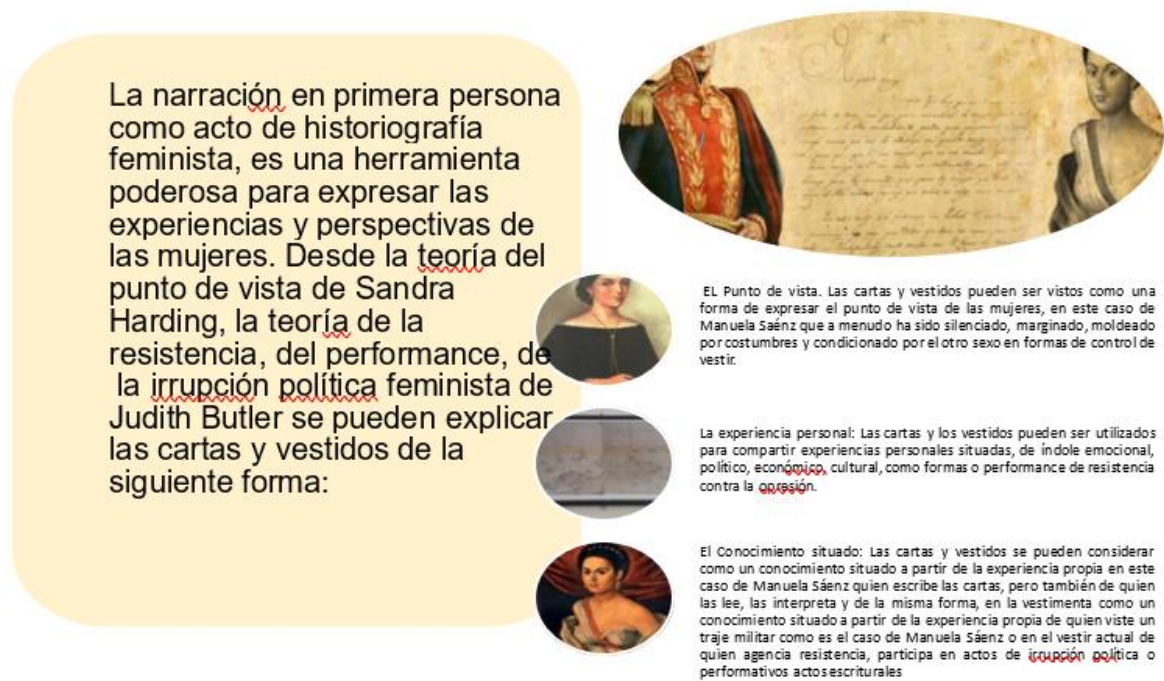 La narración en primera persona
como acto de historiografía
feminista, es una herramienta
poderosa para expresar las
experiencias y perspectivas de
las mujeres. Desde la teoría del
punto de vista de Sandra
Harding, la teoría de la
resistencia, del performance, de
la irrupción política feminista de
Judith Butler se pueden explicar
las cartas y vestidos de la
siguiente forma:
EL Punto de vista. Las cartas y vestidos pueden ser vistos como una
forma de expresar el punto de vista de las mujeres, en este caso de
Manuela Saénz que a menudo ha sido silenciado, marginado, moldeado
por costumbres y condicionado por el otro sexo en formas de control de
vestir.
La experiencia personal: Las cartas y los vestidos pueden ser utilizados
para compartir experiencias personales situadas, de índole emocional,
político, económico, cultural, como formas o performance de resistencia
contra la opresión.
El Conocimiento situado: Las cartas y vestidos se pueden considerar
como un conocimiento situado a partir de la experiencia propia en este
caso de Manuela Sáenz quien escribe las cartas, pero también de quien
las lee, las interpreta y de la misma forma, en la vestimenta como un
conocimiento situado a partir de la experiencia propia de quien viste un
traje militar como es el caso de Manuela Sáenz o en el vestir actual de
quien agencia resistencia, participa en actos de irrupción política o
performativos actos escriturales